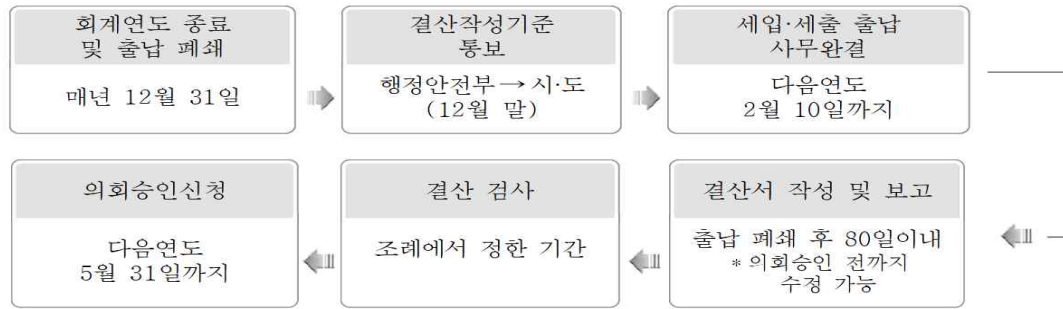 회계연도 종료
및 출납 폐쇄
매년 12월 31일
결산작성기준
통보
행정안전부→시·도
(12월 말)
세입·세출 출납
사무완결
다음연도
2월 10일까지
결산서 작성 및 보고
출납 폐쇄 후 80일이내
* 의회승인 전까지
수정 가능
결산 검사
조례에서 정한 기간
의회승인신청
다음연도
5월 31일까지